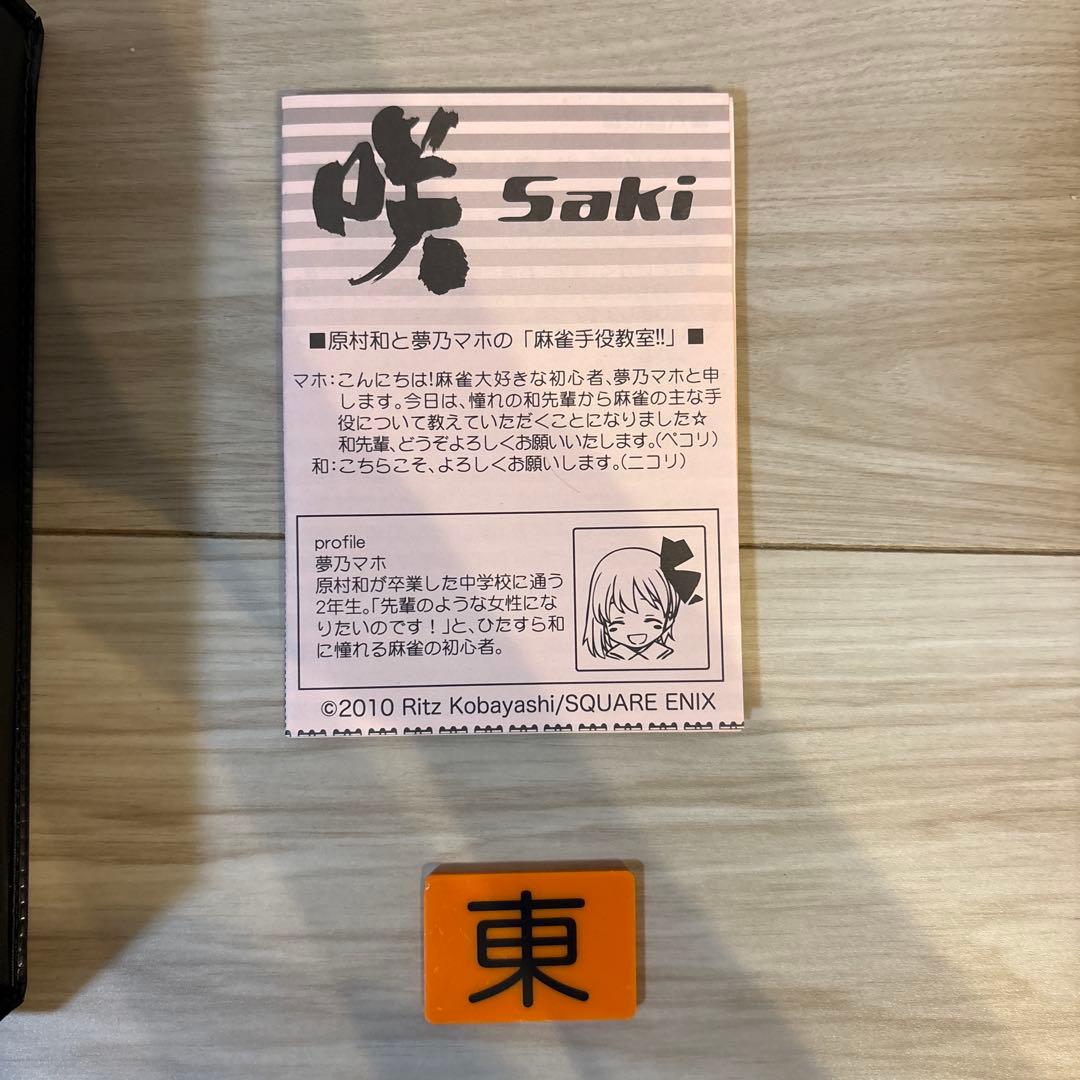 咲 Saki
■原村和と夢乃マホの「麻雀手役教室!!」■
マホ:こんにちは!麻雀大好きな初心者、夢乃マホと申
します。今日は、憧れの和先輩から麻雀の主な手
役について教えていただくことになりました☆
和先輩、どうぞよろしくお願いいたします。(ペコリ)
和:こちらこそ、よろしくお願いします。(ニコリ)
profile
夢乃マホ
原村和が卒業した中学校に通う
2年生。「先輩のような女性にな
りたいのです!」と、ひたすら和
に憧れる麻雀の初心者。
©2010 Ritz Kobayashi/SQUARE ENIX
東